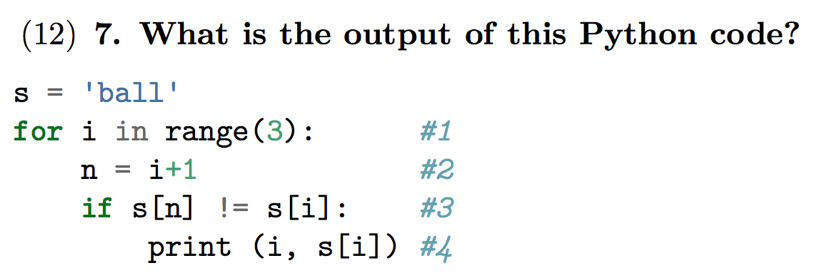 (12) 7. What is the output of this Python code?
s = 'ball'
for i in range(3):       #1
    n = i+1              #2
    if s[n] != s[i]:     #3
        print (i, s[i])  #4